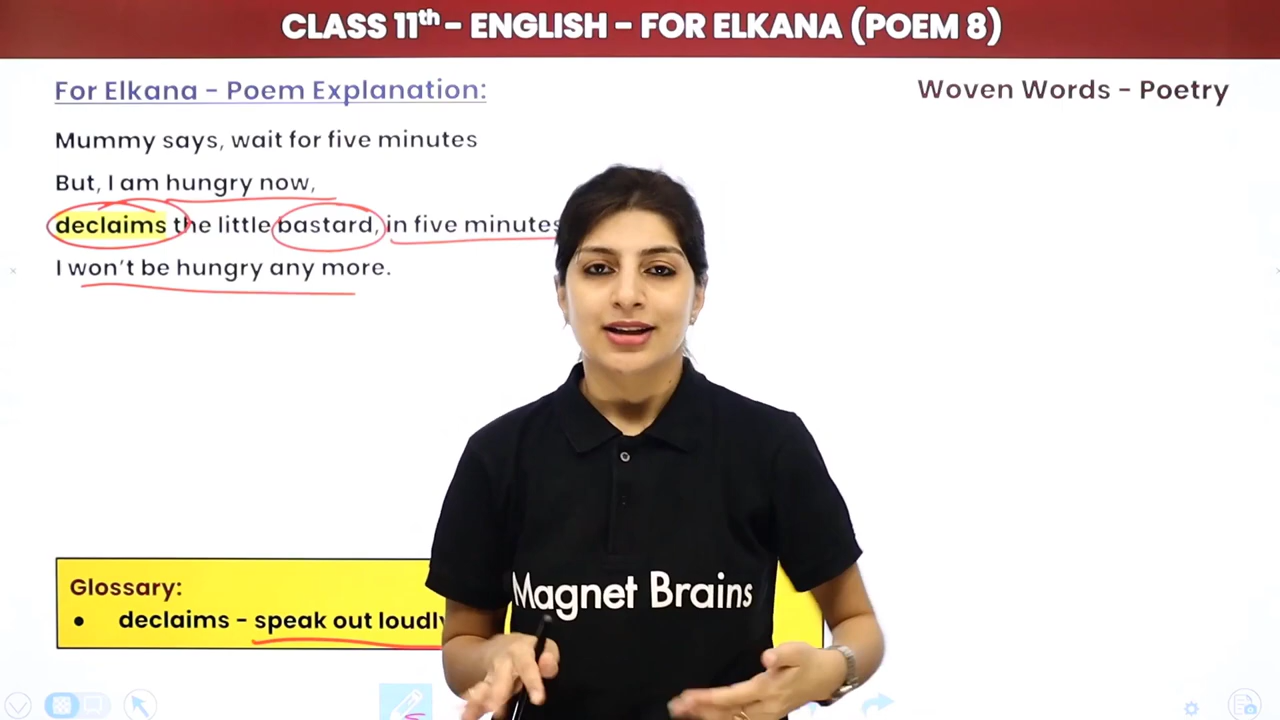 CLASS 11th - ENGLISH - FOR ELKANA (POEM 8)
For Elkana - Poem Explanation:
Woven Words - Poetry
Mummy says, wait for five minutes
But, I am hungry now,
declaims the little bastard, in five minutes
I won't be hungry any more.
Glossary:
• declaims - speak out loudly
Magnet Brains